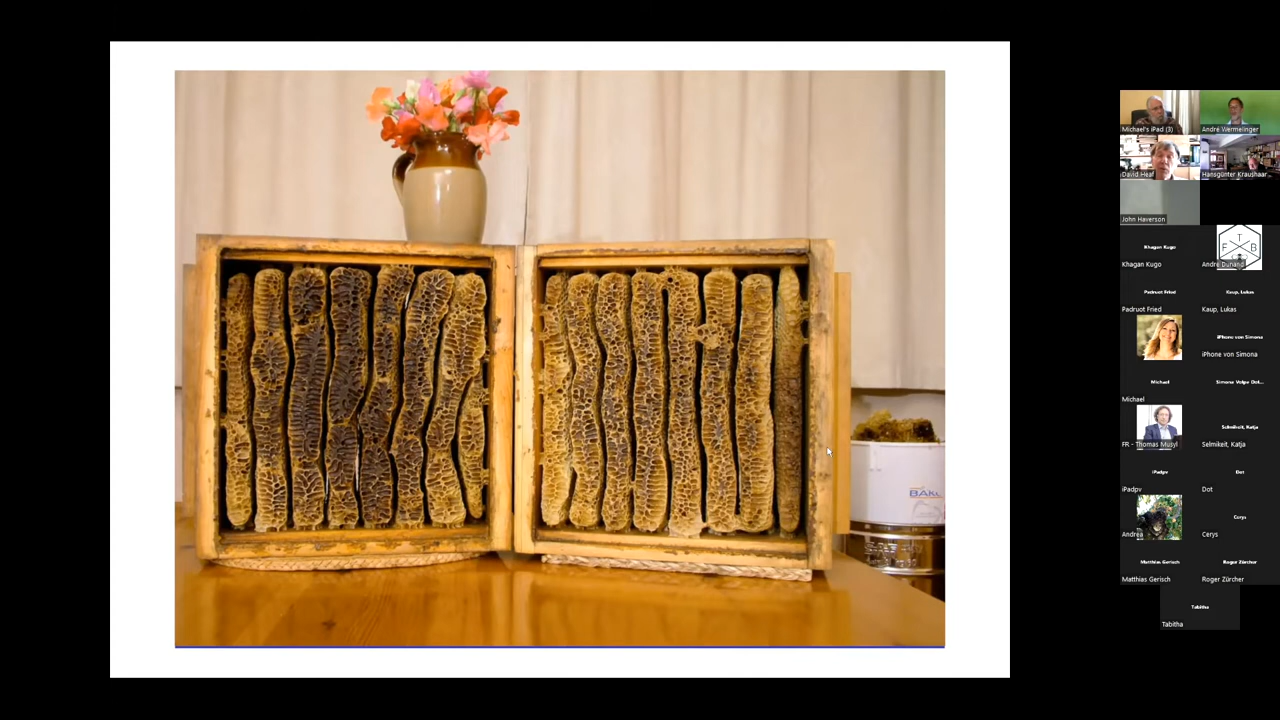 BAK
Michael's iPad (3)
André Wermelinger
David Heaf
Hansgünter Kraushaar
John Haverson
Khagan Kugo
Khagan Kugo
T
F B
André Dunand
Padruot Fried
Padruot Fried
Kaup, Lukas
Kaup, Lukas
iPhone von Simona
iPhone von Simona
Michael
Michael
Simona Volpe Dot...
FR - Thomas Musyl
Selmikeit, Katja
Selmikeit, Katja
iPadpv
iPadpv
Dot
Dot
Andrea
Cerys
Cerys
Matthias Gerisch
Matthias Gerisch
Roger Zürcher
Roger Zürcher
Tabitha
Tabitha